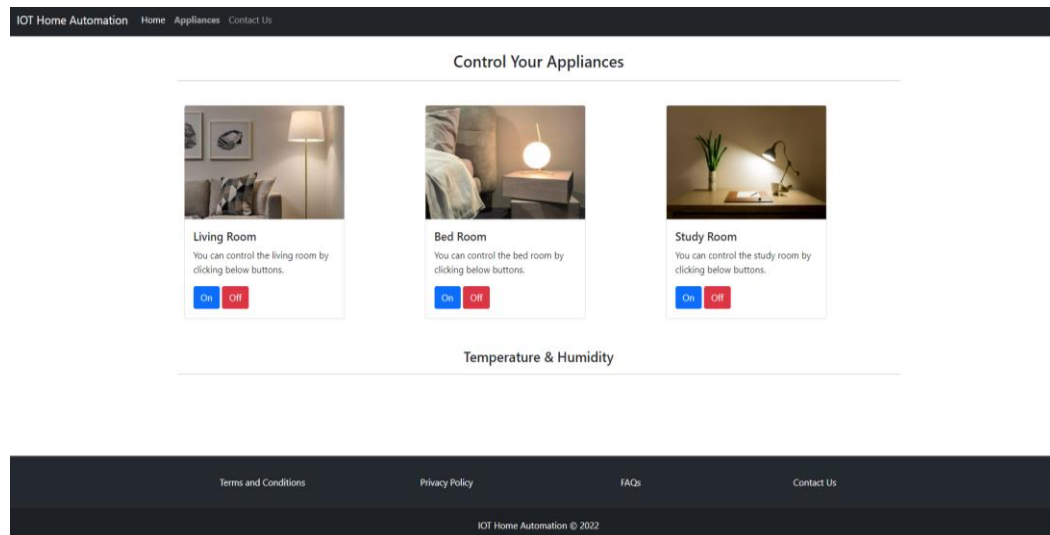 IOT Home Automation Home Appliances Contact Us
Control Your Appliances
Living Room
You can control the living room by
clicking below buttons.
On Off
Bed Room
You can control the bed room by
clicking below buttons.
On Off
Study Room
You can control the study room by
clicking below buttons.
On Off
Temperature & Humidity
Terms and Conditions Privacy Policy FAQs Contact Us
IOT Home Automation © 2022